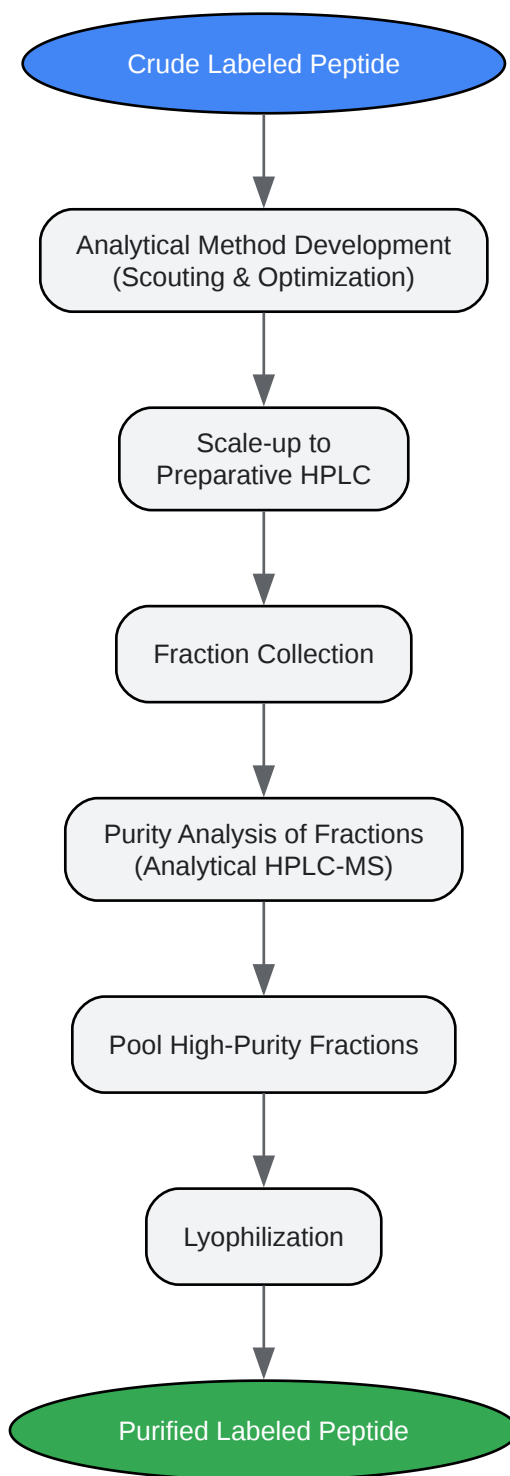 Crude Labeled Peptide
Analytical Method Development
(Scouting & Optimization)
Scale-up to
Preparative HPLC
Fraction Collection
Purity Analysis of Fractions
(Analytical HPLC-MS)
Pool High-Purity Fractions
Lyophilization
Purified Labeled Peptide